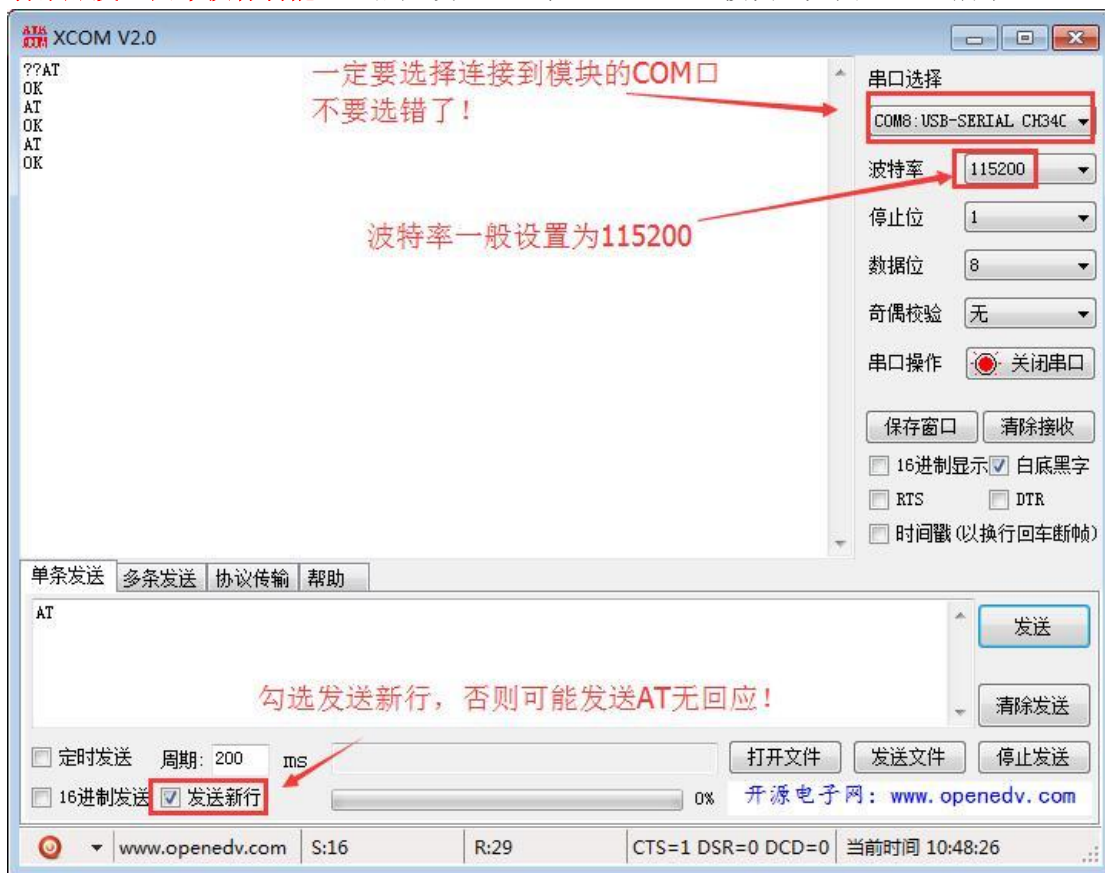 XCOM V2.0
??AT
OK
AT
OK
AT
OK
一定要选择连接到模块的COM口
不要选错了！
波特率一般设置为115200
串口选择
COM8:USB-SERIAL CH34C
波特率 115200
停止位 1
数据位 8
奇偶校验 无
串口操作 关闭串口
保存窗口 清除接收
16进制显示 白底黑字
RTS DTR
时间戳(以换行回车断帧)
单条发送 多条发送 协议传输 帮助
AT
发送
勾选发送新行，否则可能发送AT无回应！
清除发送
定时发送 周期: 200 ms 打开文件 发送文件 停止发送
16进制发送 发送新行 0% 开源电子网：www.openedv.com
www.openedv.com S:16 R:29 CTS=1 DSR=0 DCD=0 当前时间 10:48:26